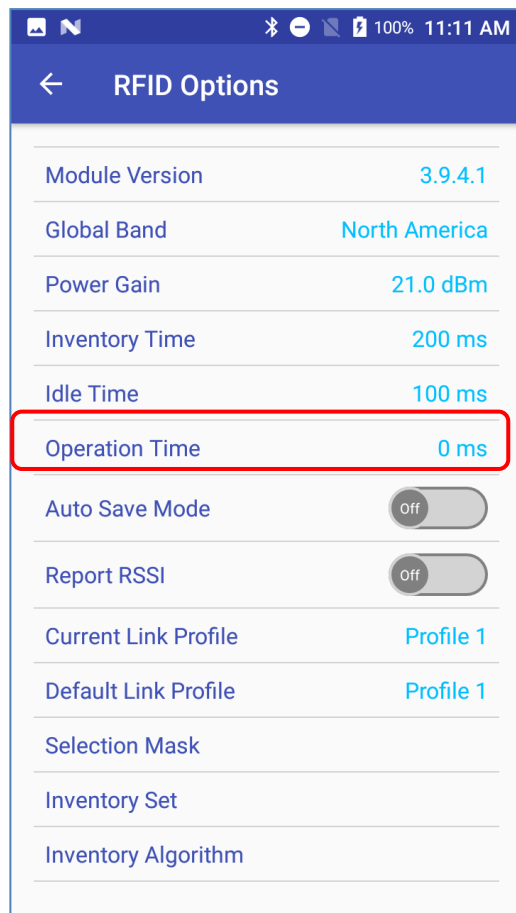 100% 11:11 AM
RFID Options
Module Version 3.9.4.1
Global Band North America
Power Gain 21.0 dBm
Inventory Time 200 ms
Idle Time 100 ms
Operation Time 0 ms
Auto Save Mode Off
Report RSSI Off
Current Link Profile Profile 1
Default Link Profile Profile 1
Selection Mask
Inventory Set
Inventory Algorithm